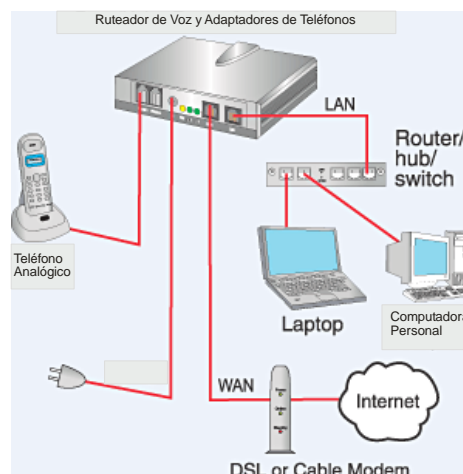 Ruteador de Voz y Adaptadores de Teléfonos
LAN
Router/
hub/
switch
Teléfono
Analógico
Laptop
Computadora
Personal
WAN
Internet
DSL or Cable Modem